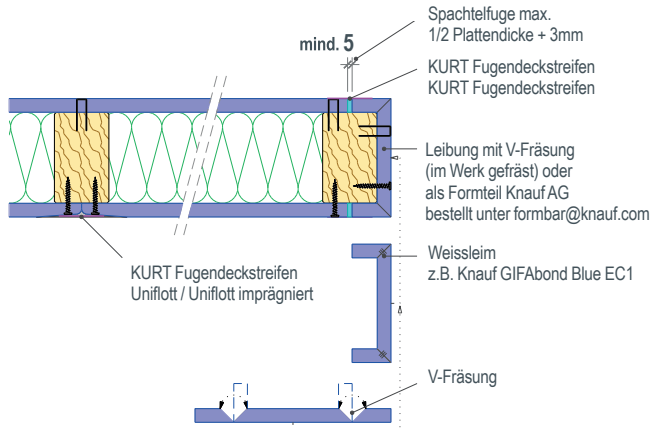 Spachtelfuge max.
1/2 Plattendicke + 3mm
mind. 5
KURT Fugendeckstreifen
KURT Fugendeckstreifen
Leibung mit V-Fräsung
(im Werk gefräst) oder
als Formteil Knauf AG
bestellt unter formbar@knauf.com
KURT Fugendeckstreifen
Uniflott / Uniflott imprägniert
Weissleim
z.B. Knauf GIFAbond Blue EC1
V-Fräsung